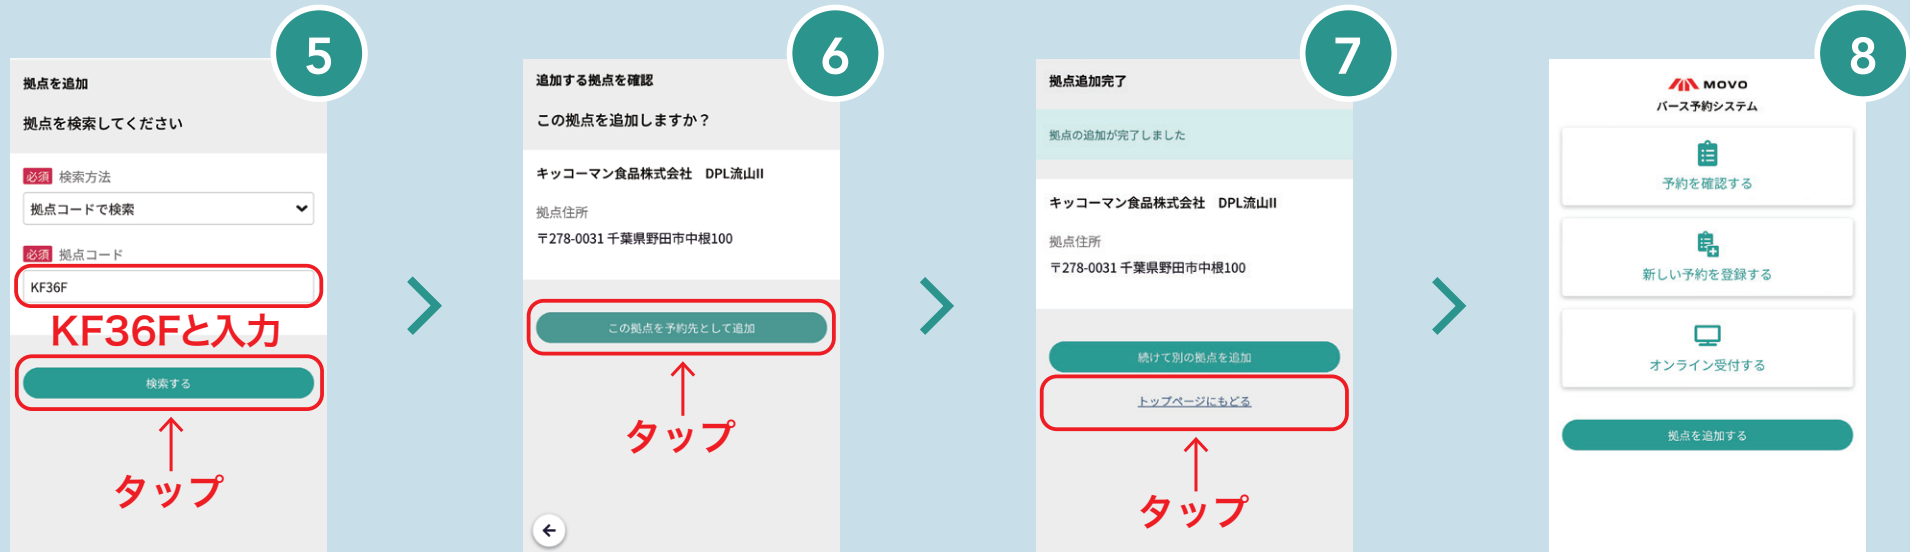 5
拠点を追加
拠点を検索してください
必須 検索方法
拠点コードで検索
必須 拠点コード
KF36F
KF36Fと入力
検索する
タップ
6
追加する拠点を確認
この拠点を追加しますか？
キッコーマン食品株式会社 DPL流山II
拠点住所
〒278-0031 千葉県野田市中根100
この拠点を予約先として追加
タップ
7
拠点追加完了
拠点の追加が完了しました
キッコーマン食品株式会社 DPL流山II
拠点住所
〒278-0031 千葉県野田市中根100
続けて別の拠点を追加
トップページにもどる
タップ
8
MOVO
バース予約システム
予約を確認する
新しい予約を登録する
オンライン受付する
拠点を追加する